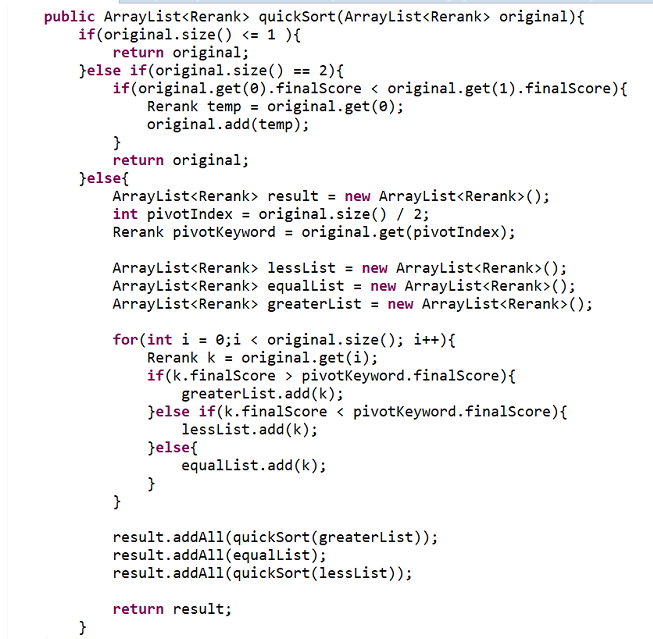 public ArrayList<Rerank> quickSort(ArrayList<Rerank> original){
    if(original.size() <= 1 ){
        return original;
    }else if(original.size() == 2){
        if(original.get(0).finalScore < original.get(1).finalScore){
            Rerank temp = original.get(0);
            original.add(temp);
        }
        return original;
    }else{
        ArrayList<Rerank> result = new ArrayList<Rerank>();
        int pivotIndex = original.size() / 2;
        Rerank pivotKeyword = original.get(pivotIndex);

        ArrayList<Rerank> lessList = new ArrayList<Rerank>();
        ArrayList<Rerank> equalList = new ArrayList<Rerank>();
        ArrayList<Rerank> greaterList = new ArrayList<Rerank>();

        for(int i = 0;i < original.size(); i++){
            Rerank k = original.get(i);
            if(k.finalScore > pivotKeyword.finalScore){
                greaterList.add(k);
            }else if(k.finalScore < pivotKeyword.finalScore){
                lessList.add(k);
            }else{
                equalList.add(k);
            }
        }

        result.addAll(quickSort(greaterList));
        result.addAll(equalList);
        result.addAll(quickSort(lessList));

        return result;
    }